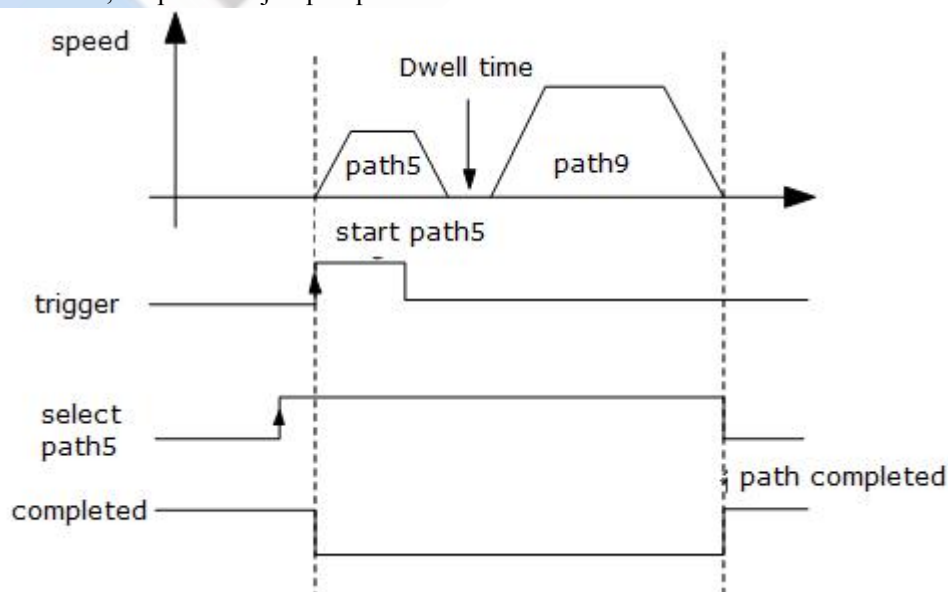 speed
Dwell time
path5
path9
start path5
trigger
select
path5
path completed
completed